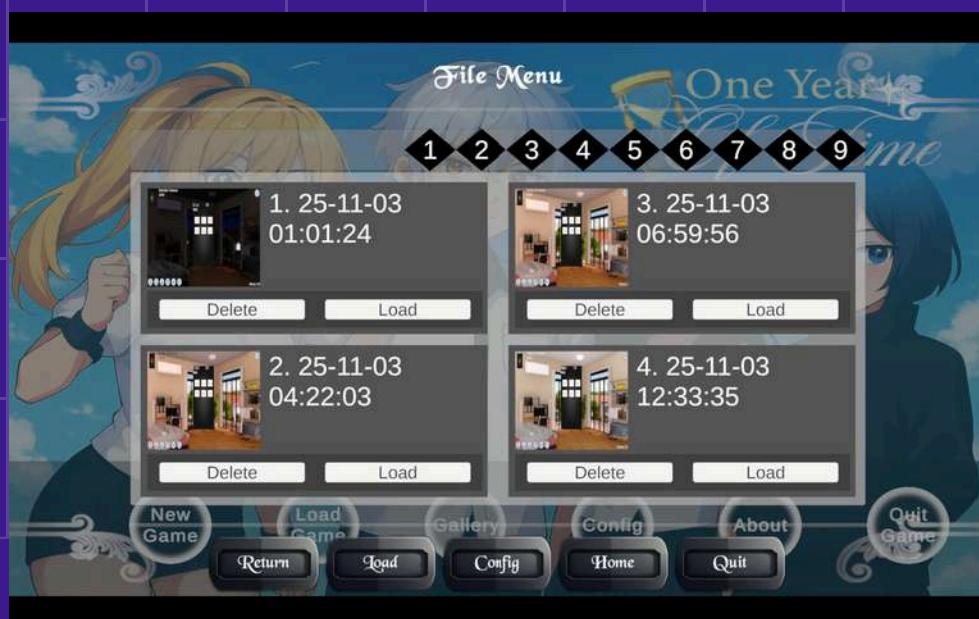 File Menu
One Year
Of Time
1 2 3 4 5 6 7 8 9
1. 25-11-03
01:01:24
Delete Load
3. 25-11-03
06:59:56
Delete Load
2. 25-11-03
04:22:03
Delete Load
4. 25-11-03
12:33:35
Delete Load
New
Game
Load
Game
Gallery
Config
About
Quit
Game
Return Load Config Home Quit